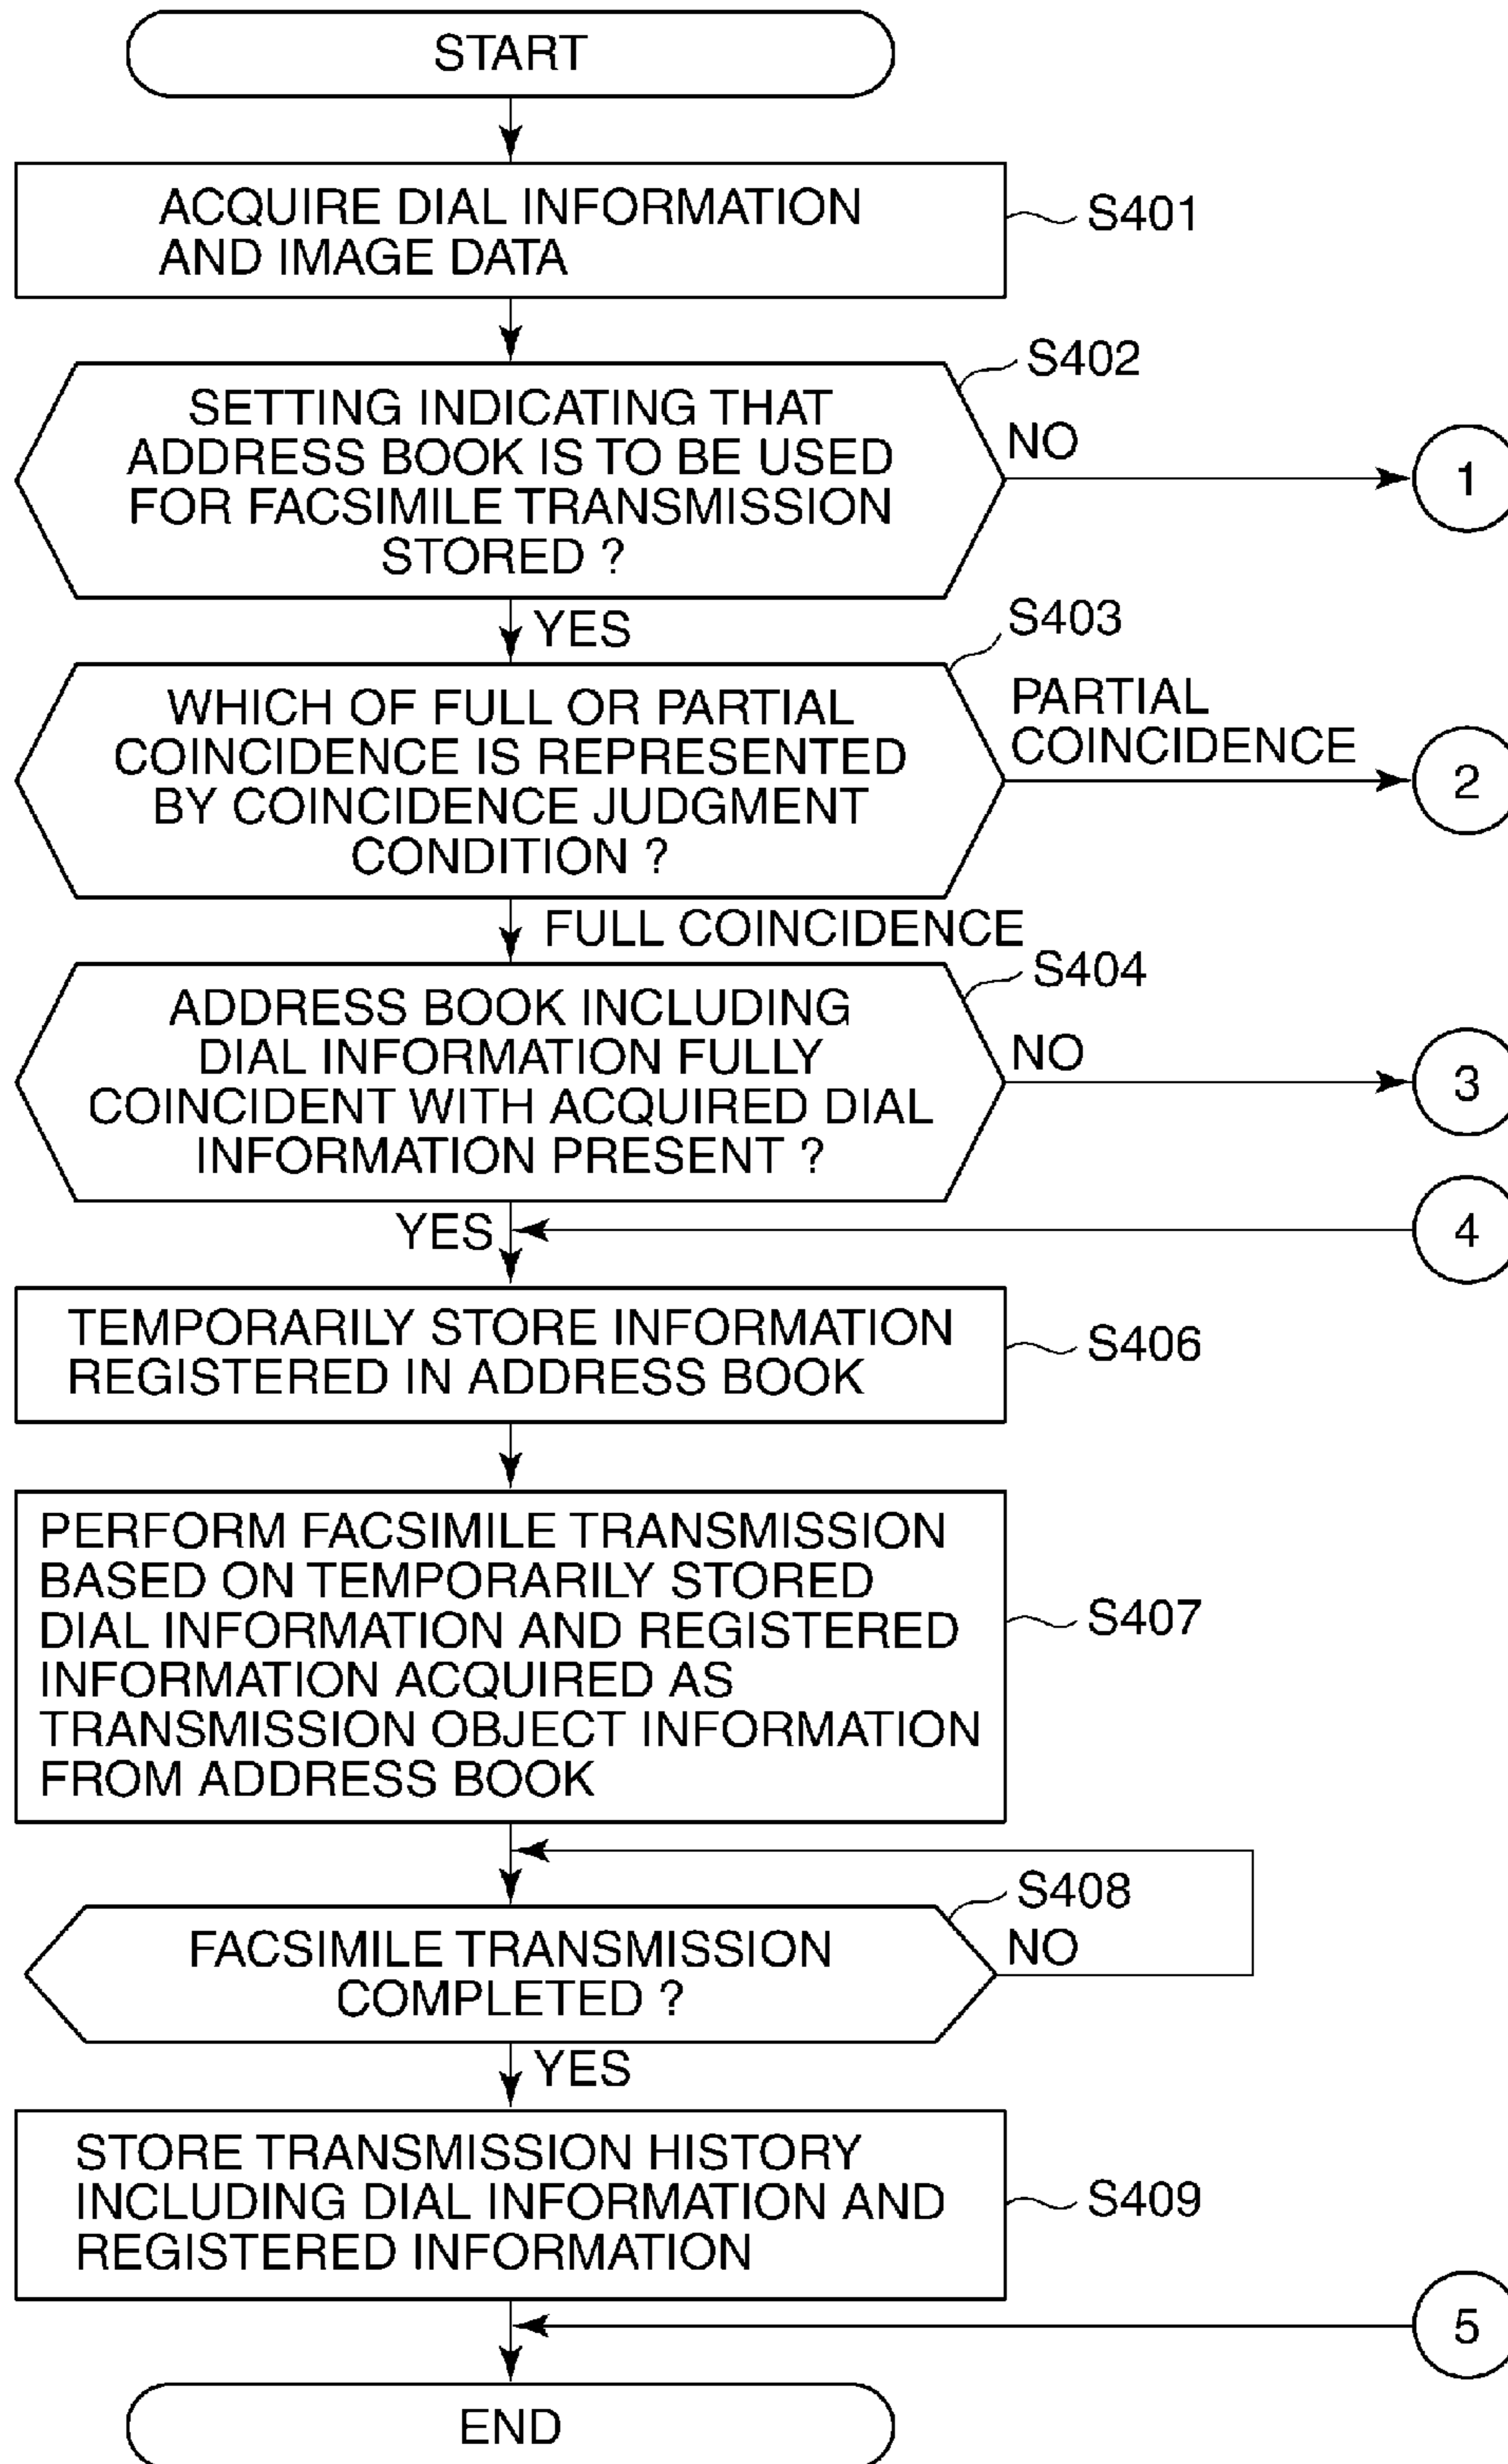 START
ACQUIRE DIAL INFORMATION
AND IMAGE DATA
S401
S402
SETTING INDICATING THAT
ADDRESS BOOK IS TO BE USED
FOR FACSIMILE TRANSMISSION
STORED ?
NO
1
YES
S403
WHICH OF FULL OR PARTIAL
COINCIDENCE IS REPRESENTED
BY COINCIDENCE JUDGMENT
CONDITION ?
PARTIAL
COINCIDENCE
2
FULL COINCIDENCE
S404
ADDRESS BOOK INCLUDING
DIAL INFORMATION FULLY
COINCIDENT WITH ACQUIRED DIAL
INFORMATION PRESENT ?
NO
3
YES
4
TEMPORARILY STORE INFORMATION
REGISTERED IN ADDRESS BOOK
S406
PERFORM FACSIMILE TRANSMISSION
BASED ON TEMPORARILY STORED
DIAL INFORMATION AND REGISTERED
INFORMATION ACQUIRED AS
TRANSMISSION OBJECT INFORMATION
FROM ADDRESS BOOK
S407
S408
FACSIMILE TRANSMISSION
COMPLETED ?
NO
YES
STORE TRANSMISSION HISTORY
INCLUDING DIAL INFORMATION AND
REGISTERED INFORMATION
S409
5
END